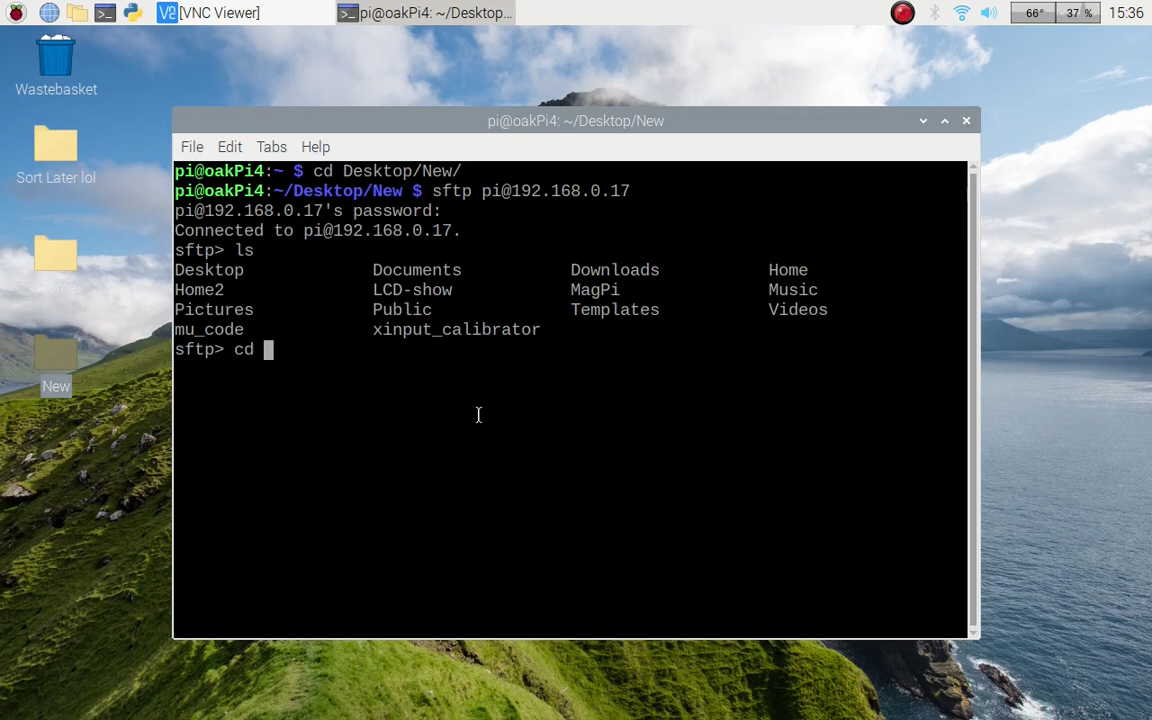 VNC [VNC Viewer] pi@oakPi4: ~/Desktop... 66° 37 % 15:36
Wastebasket
Sort Later lol
New
pi@oakPi4: ~/Desktop/New
File Edit Tabs Help
pi@oakPi4:~ $ cd Desktop/New/
pi@oakPi4:~/Desktop/New $ sftp pi@192.168.0.17
pi@192.168.0.17's password:
Connected to pi@192.168.0.17.
sftp> ls
Desktop Documents Downloads Home
Home2 LCD-show MagPi Music
Pictures Public Templates Videos
mu_code xinput_calibrator
sftp> cd